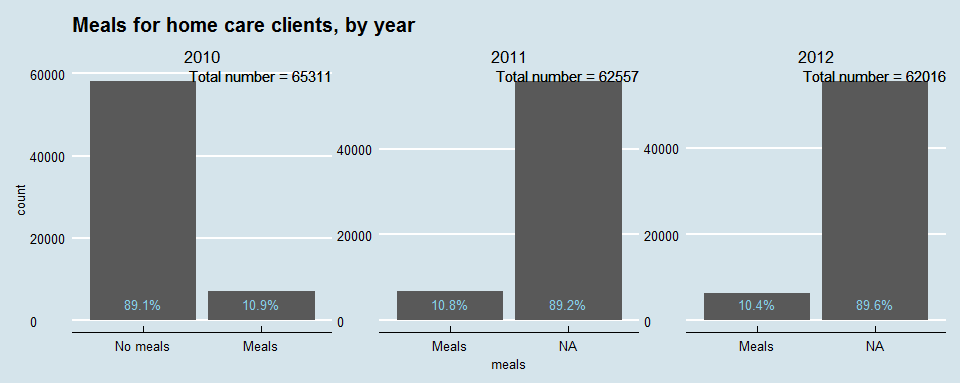 Meals for home care clients, by year
2010 2011 2012
Total number = 65311 Total number = 62557 Total number = 62016
60000
40000 40000 40000
20000 20000 20000
0 0 0
count
89.1% 10.9% 10.8% 89.2% 10.4% 89.6%
No meals Meals Meals NA Meals NA
meals